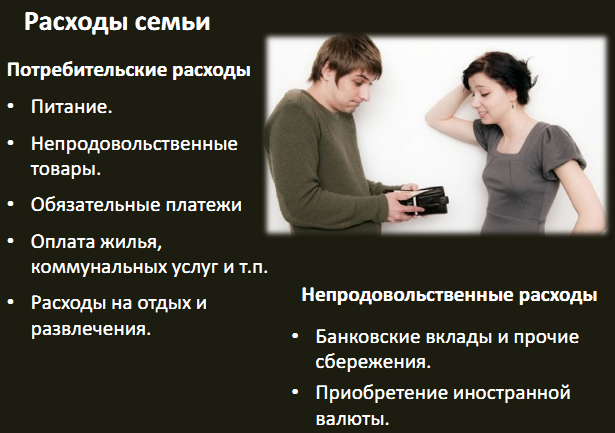 Расходы семьи
Потребительские расходы
• Питание.
• Непродовольственные
товары.
• Обязательные платежи
• Оплата жилья,
коммунальных услуг и т.п.
• Расходы на отдых и
развлечения.
Непродовольственные расходы
• Банковские вклады и прочие
сбережения.
• Приобретение иностранной
валюты.